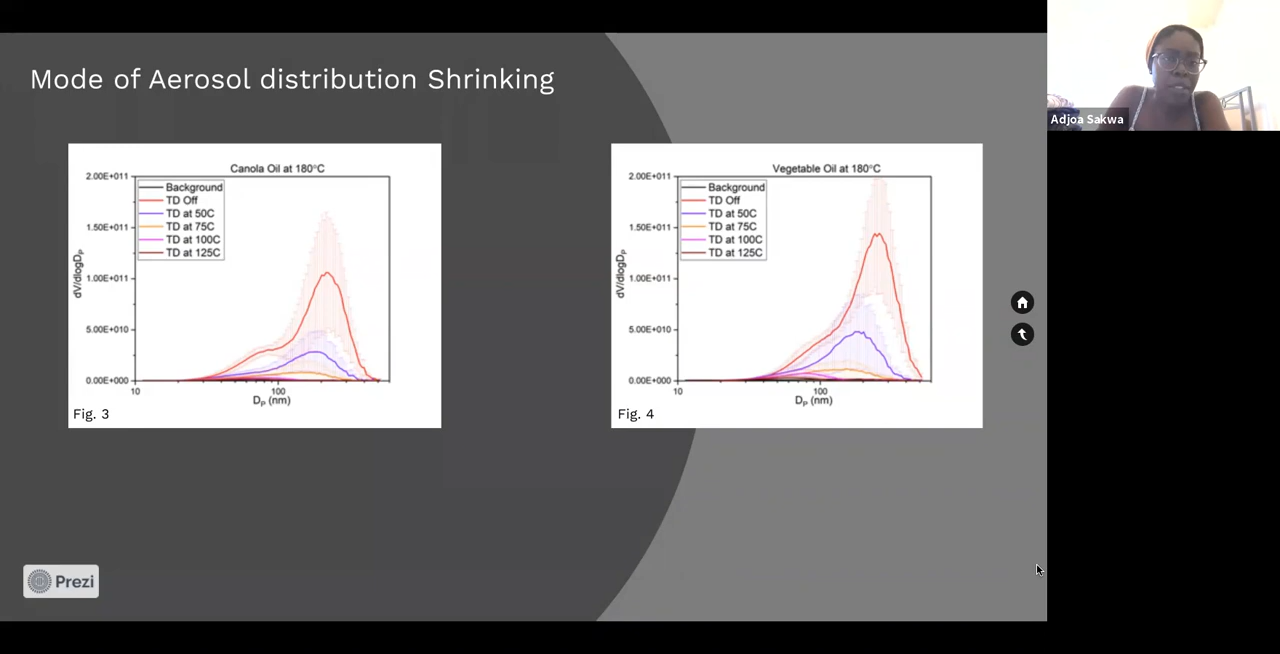 Mode of Aerosol distribution Shrinking
Adjoa Sakwa
Canola Oil at 180°C
2.00E+011
1.50E+011
1.00E+011
5.00E+010
0.00E+000
dV/dlogDP
Background
TD Off
TD at 50C
TD at 75C
TD at 100C
TD at 125C
10
100
DP (nm)
Fig. 3
Vegetable Oil at 180°C
2.00E+011
1.50E+011
1.00E+011
5.00E+010
0.00E+000
dV/dlogDP
Background
TD Off
TD at 50C
TD at 75C
TD at 100C
TD at 125C
10
100
DP (nm)
Fig. 4
Prezi